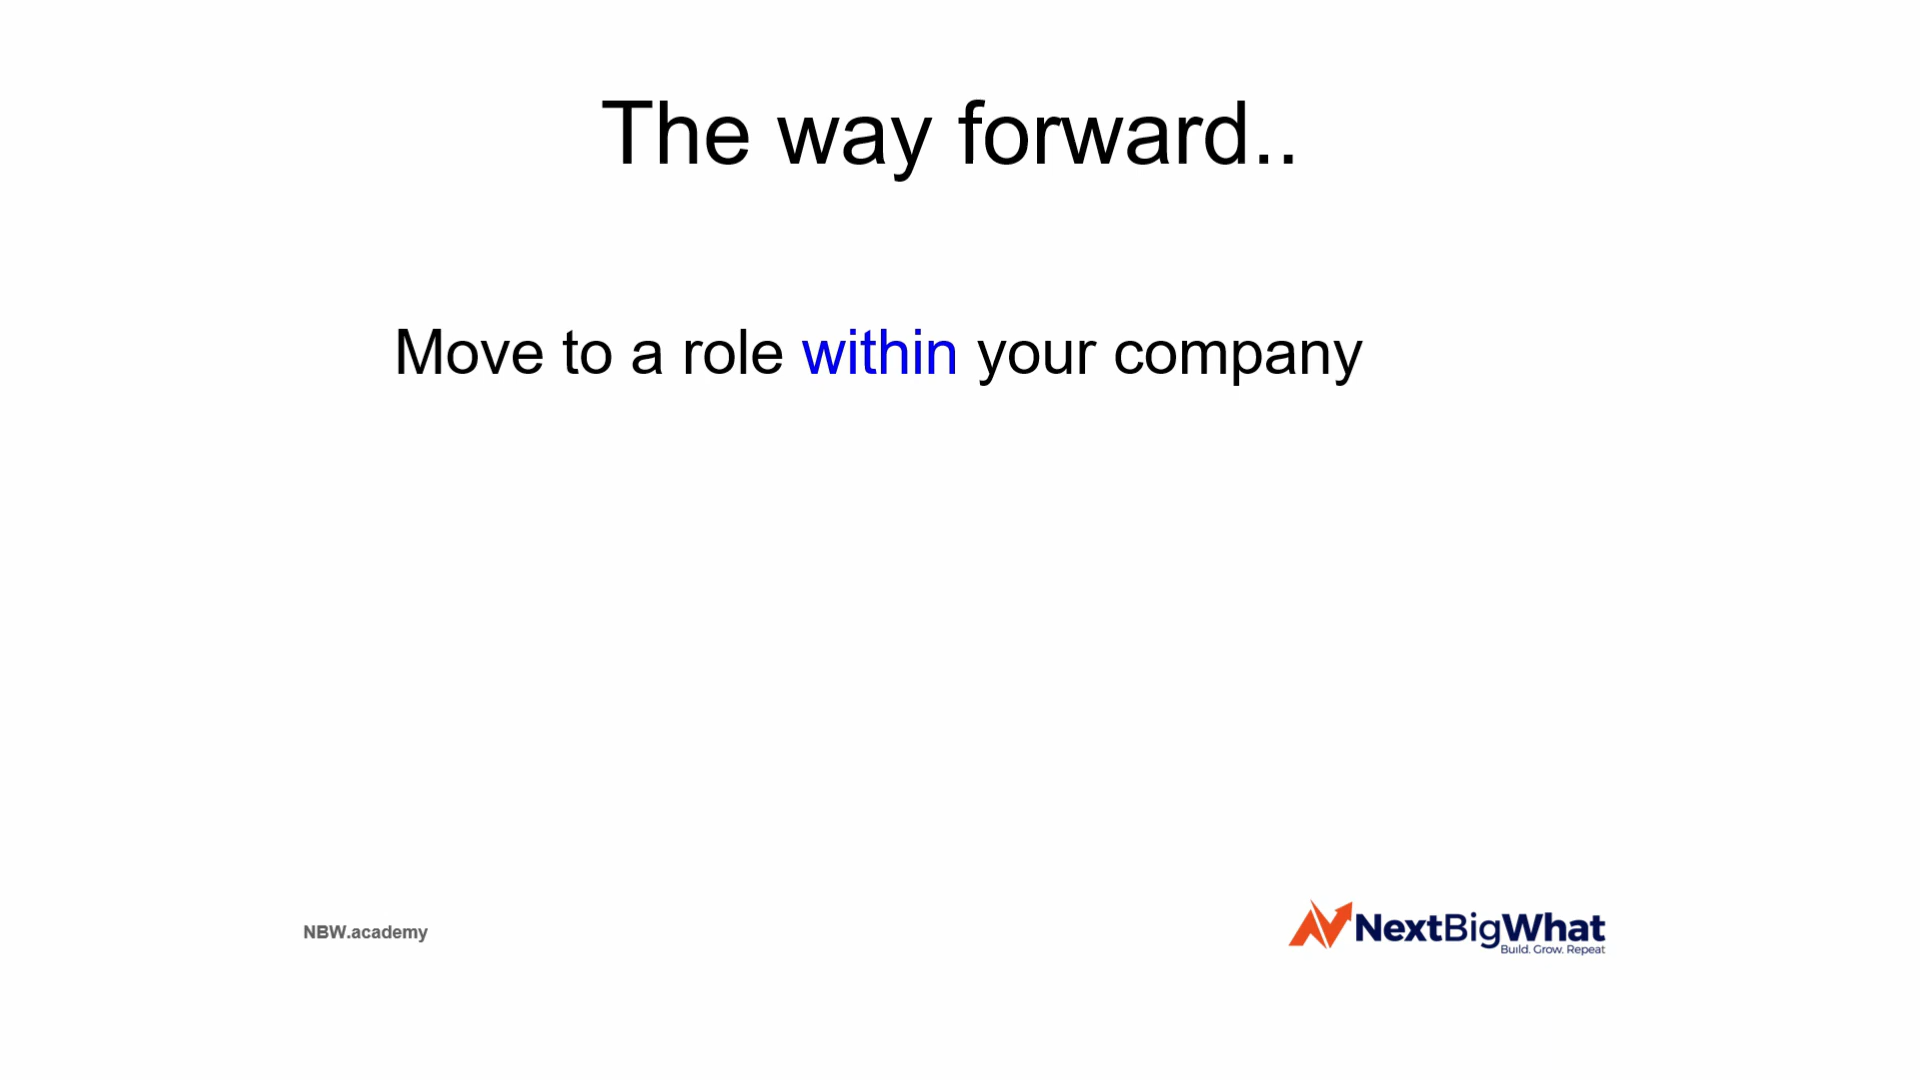 The way forward..
Move to a role within your company
NBW.academy
NextBigWhat
Build. Grow. Repeat